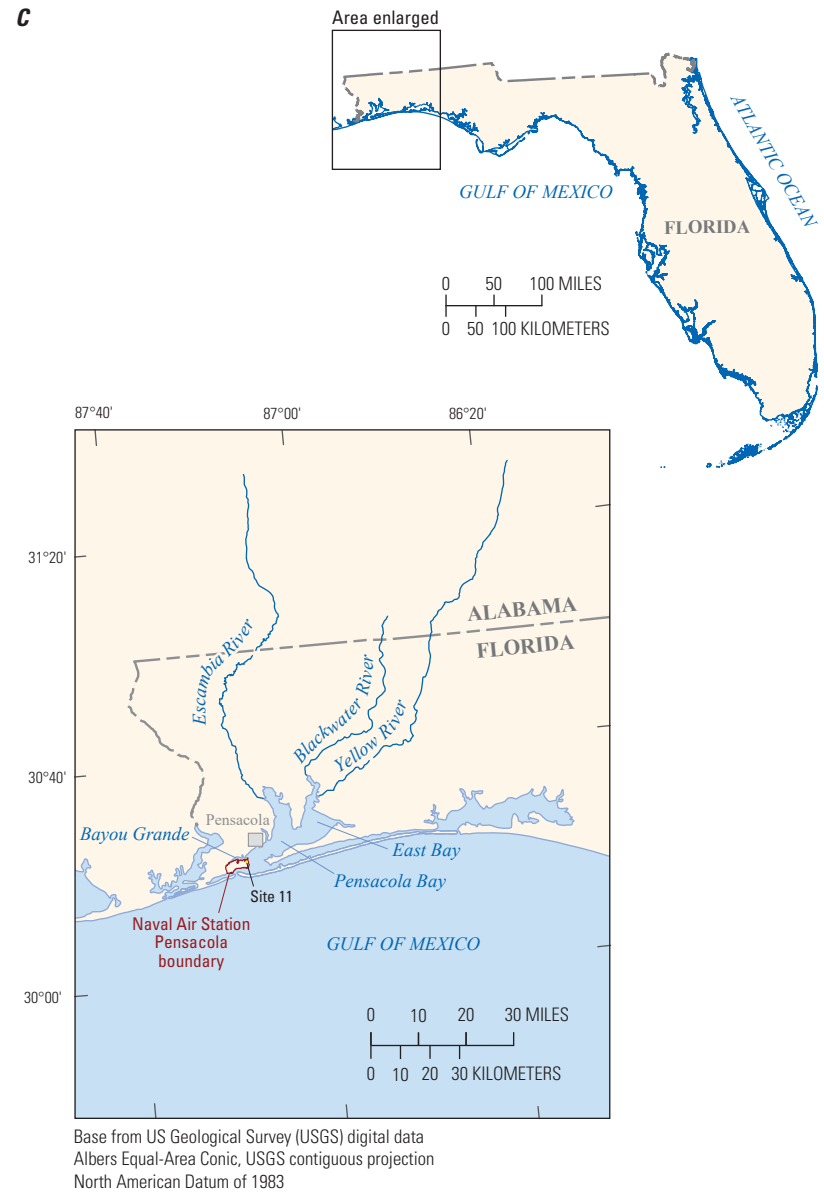 C
Area enlarged
ATLANTIC OCEAN
GULF OF MEXICO
FLORIDA
0 50 100 MILES
0 50 100 KILOMETERS
87°40' 87°00' 86°20'
31°20'
ALABAMA
FLORIDA
Escambia River
Blackwater River
Yellow River
30°40'
Pensacola
Bayou Grande
East Bay
Pensacola Bay
Site 11
Naval Air Station
Pensacola
boundary
GULF OF MEXICO
30°00'
0 10 20 30 MILES
0 10 20 30 KILOMETERS
Base from US Geological Survey (USGS) digital data
Albers Equal-Area Conic, USGS contiguous projection
North American Datum of 1983